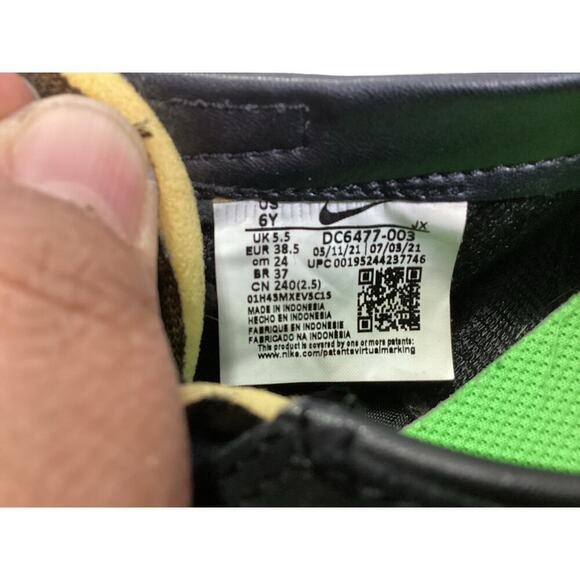 US
6Y
UK 5.5
EUR 38.5
cm 24
BR 37
CN 240(2.5)
DC6477-003
JX
05/11/21 07/03/21
UPC 00195244237746
01H45MXEV5C15
MADE IN INDONESIA
HECHO EN INDONESIA
FABRIQUE EN INDONESIE
FABRICADO NA INDONESIA
This product is covered by one or more patents:
www.nike.com/patentsvirtualmarking